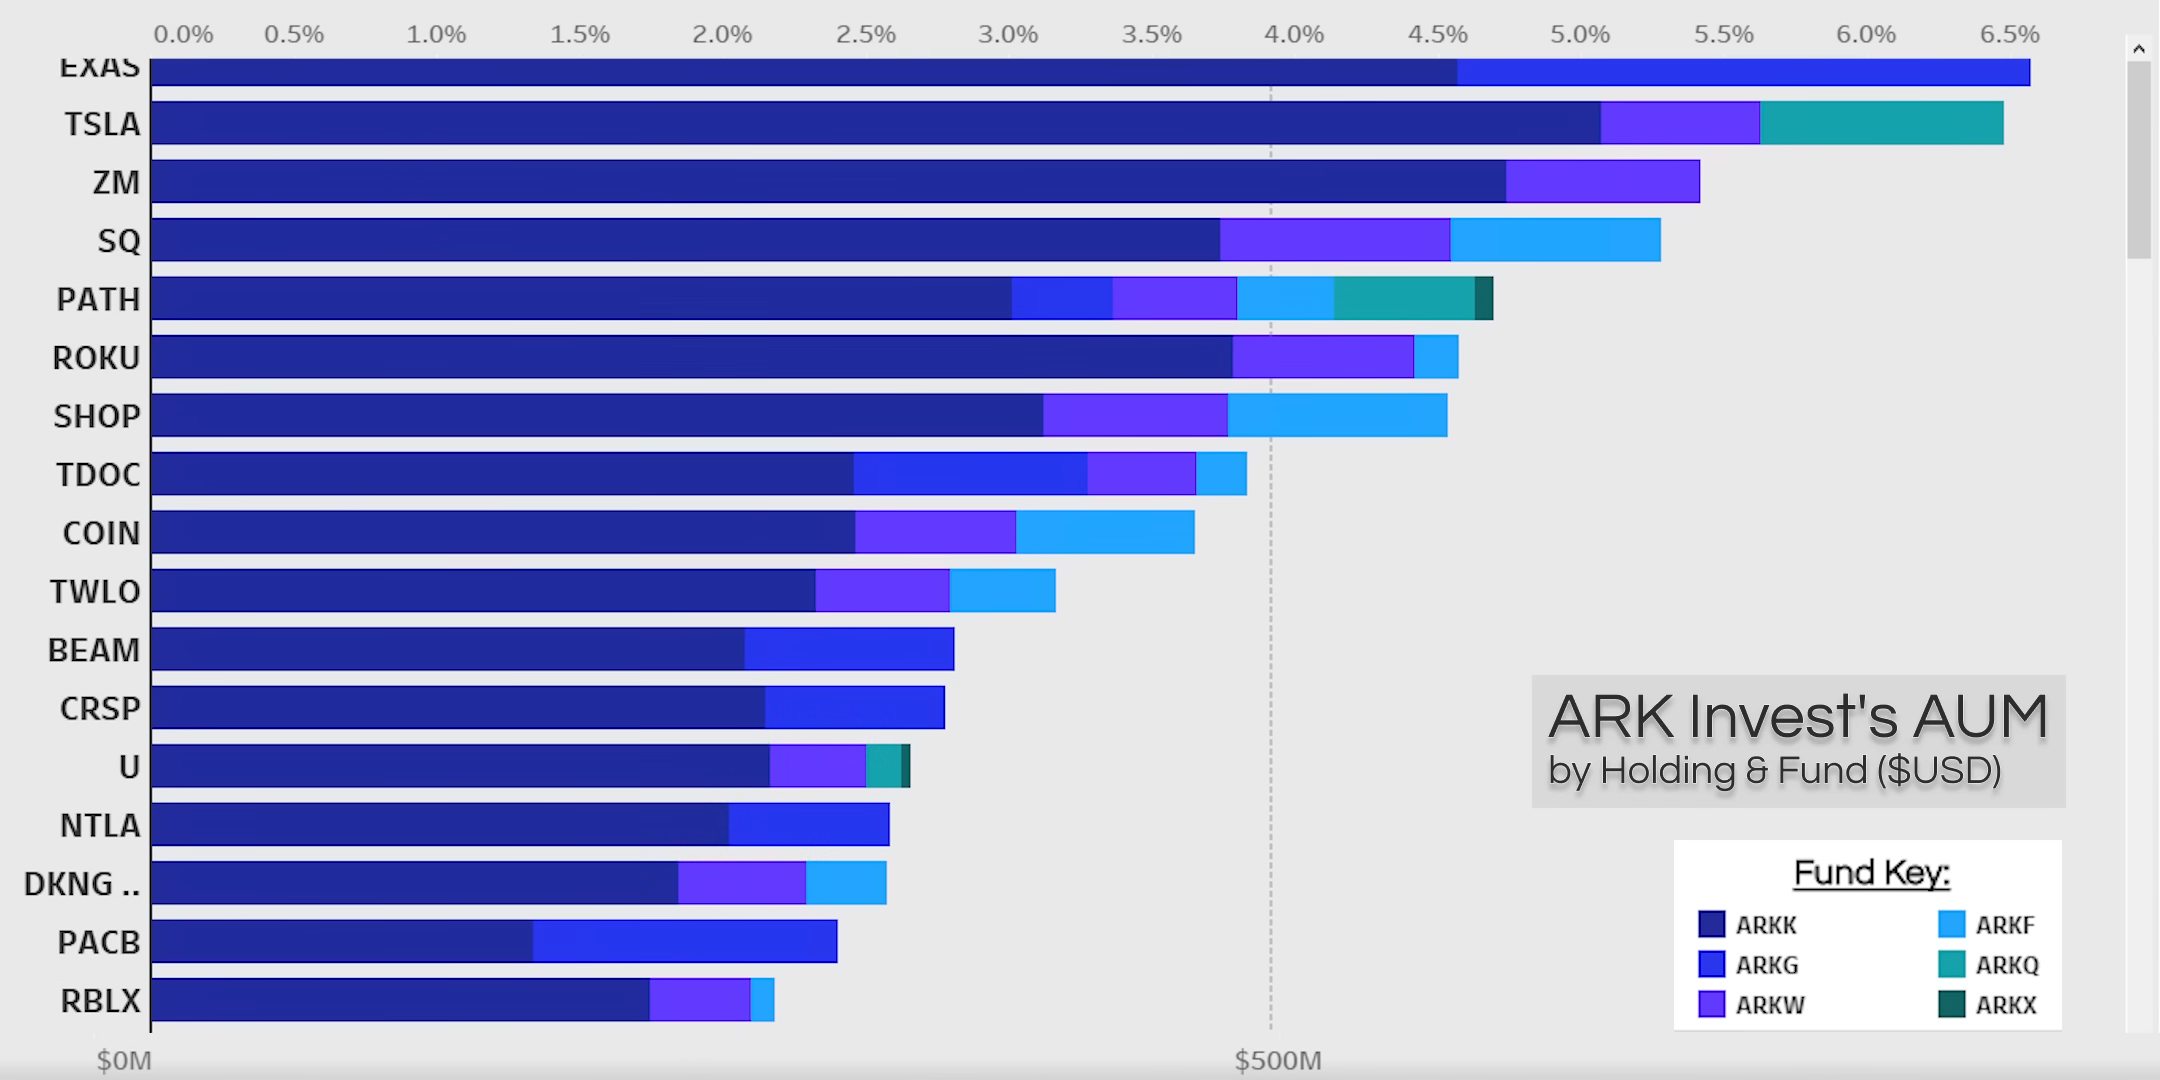 0.0% 0.5% 1.0% 1.5% 2.0% 2.5% 3.0% 3.5% 4.0% 4.5% 5.0% 5.5% 6.0% 6.5%
EXAS
TSLA
ZM
SQ
PATH
ROKU
SHOP
TDOC
COIN
TWLO
BEAM
CRSP
U
NTLA
DKNG ..
PACB
RBLX
$0M $500M
ARK Invest's AUM
by Holding & Fund ($USD)
Fund Key:
ARKK
ARKG
ARKW
ARKF
ARKQ
ARKX